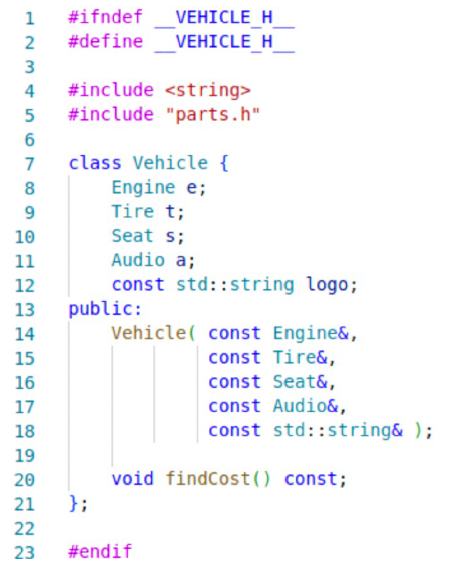 1 #ifndef __VEHICLE_H__
2 #define __VEHICLE_H__
3
4 #include <string>
5 #include "parts.h"
6
7 class Vehicle {
8     Engine e;
9     Tire t;
10     Seat s;
11     Audio a;
12     const std::string logo;
13 public:
14     Vehicle( const Engine&,
15              const Tire&,
16              const Seat&,
17              const Audio&,
18              const std::string& );
19
20     void findCost() const;
21 };
22
23 #endif